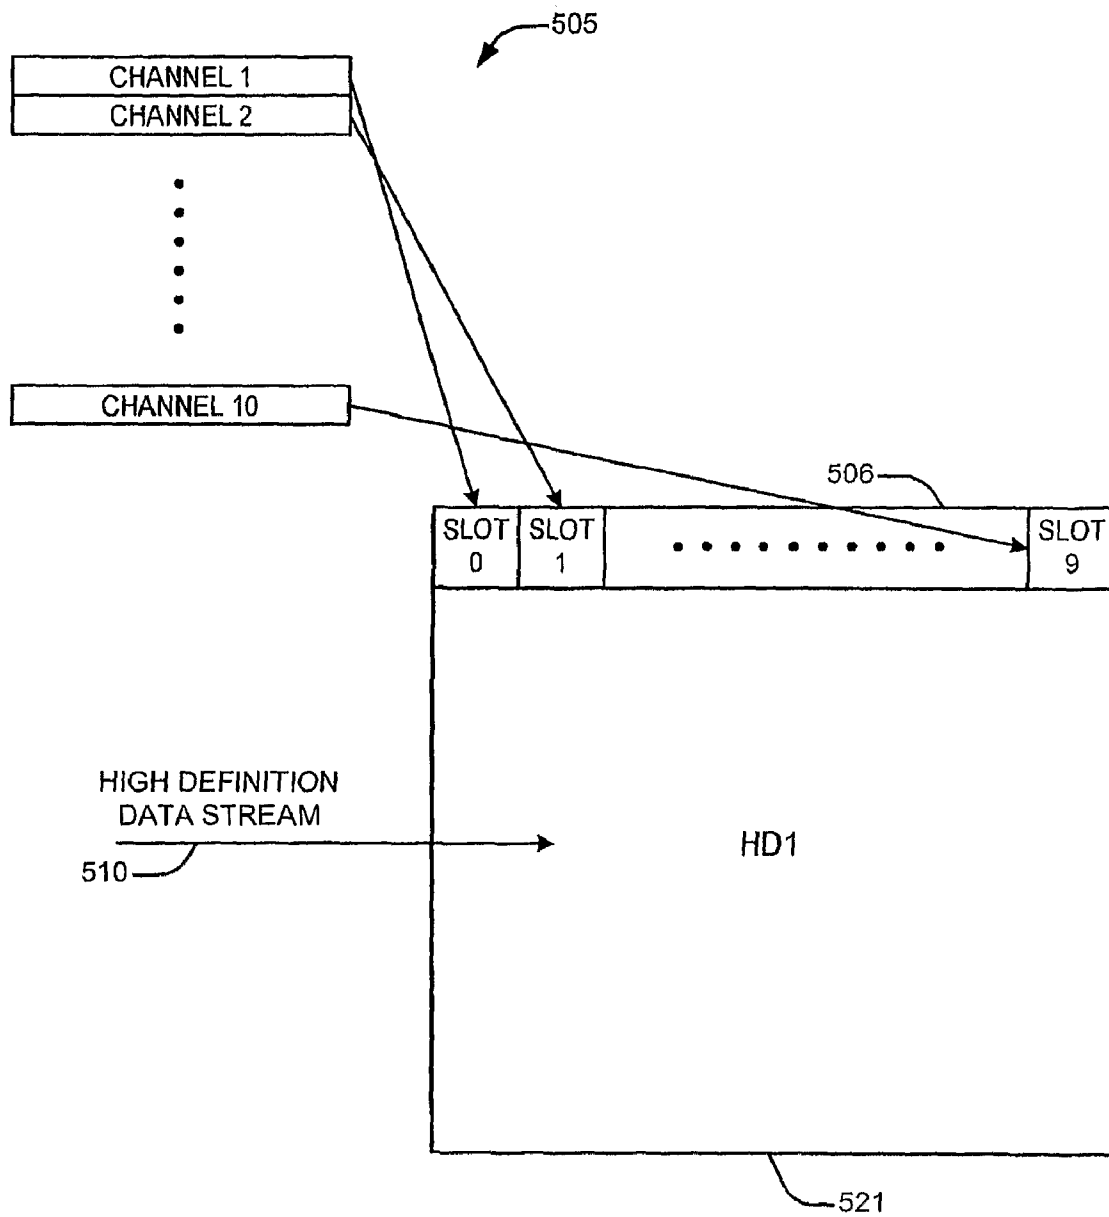 505
CHANNEL 1
CHANNEL 2
CHANNEL 10
506
SLOT 0
SLOT 1
SLOT 9
HIGH DEFINITION
DATA STREAM
510
HD1
521